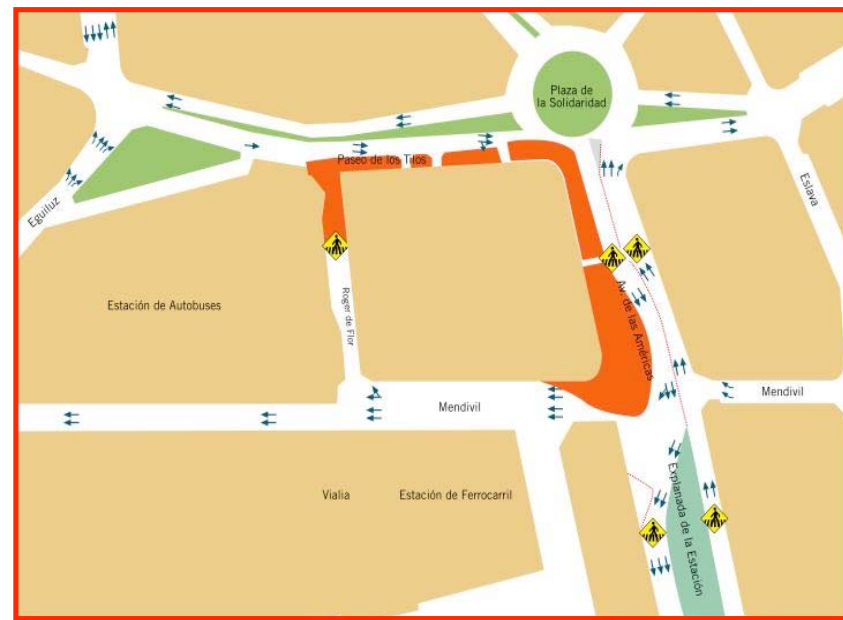 Plaza de
la Solidaridad
Paseo de los Tilos
Eguiluz
Eslava
Estación de Autobuses
Roger de Flor
Av. de las Américas
Mendivil
Mendivil
Vialia
Estación de Ferrocarril
Explanada de la Estación